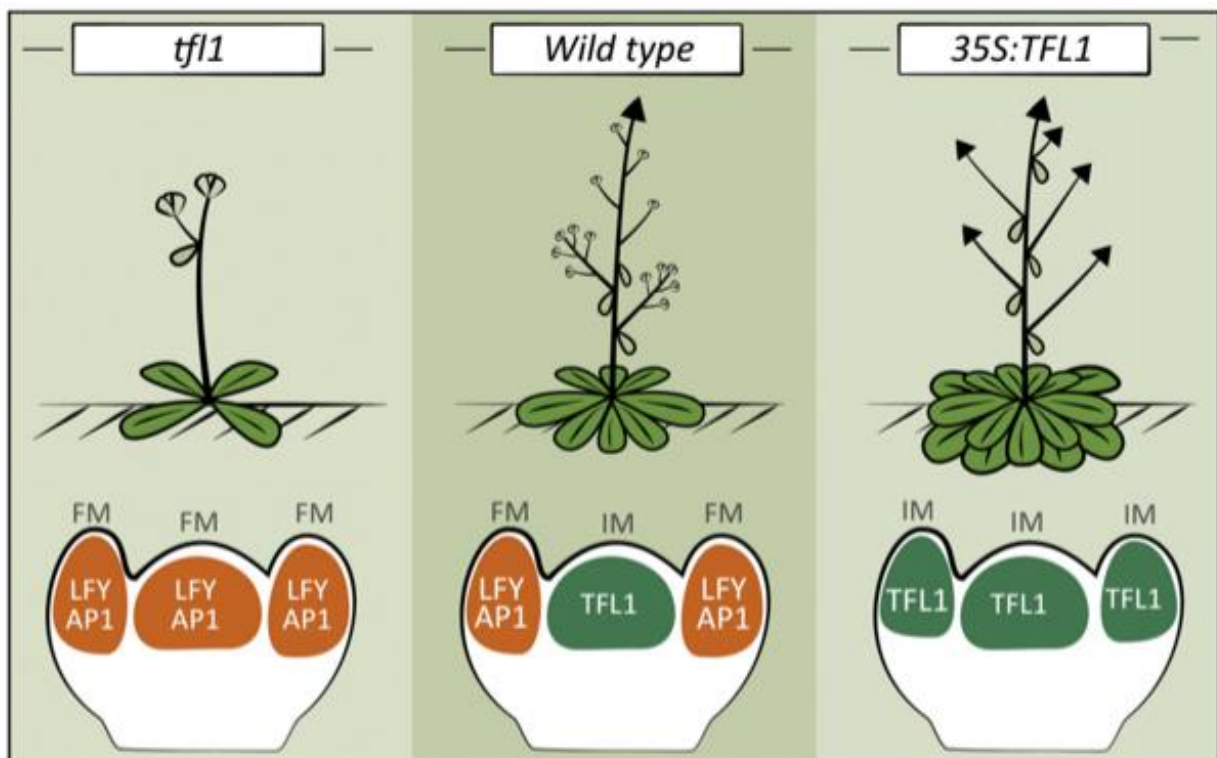 tfl1
Wild type
35S:TFL1
FM
FM
FM
LFY
AP1
LFY
AP1
LFY
AP1
FM
IM
FM
LFY
AP1
TFL1
LFY
AP1
IM
IM
IM
TFL1
TFL1
TFL1